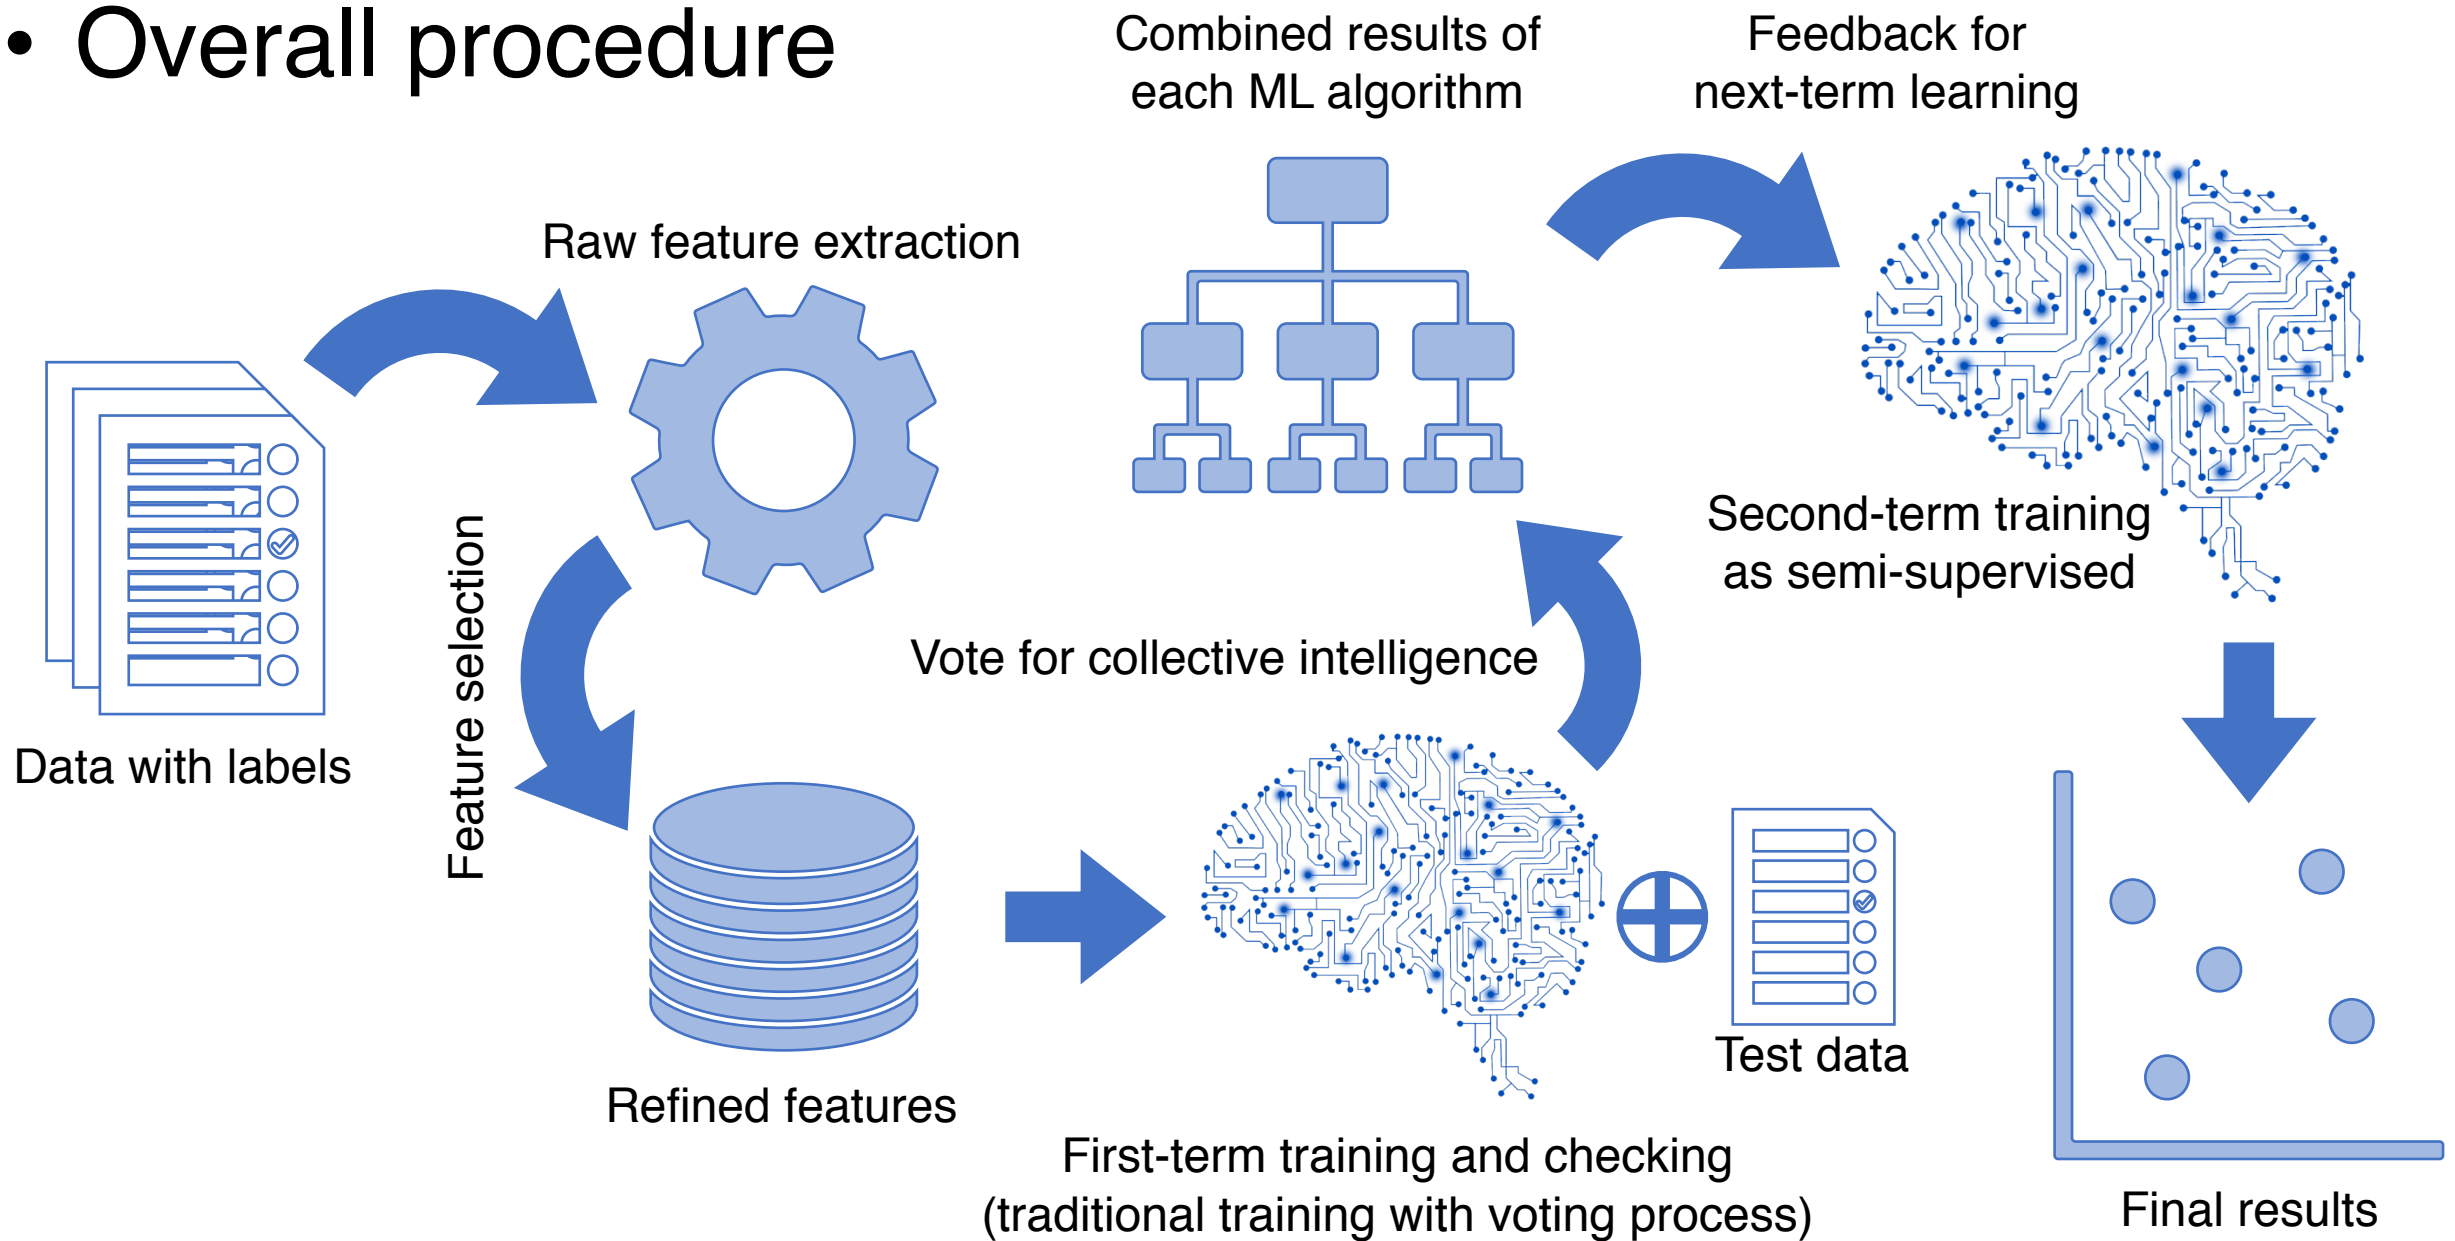 • Overall procedure
Combined results of
each ML algorithm
Feedback for
next-term learning
Raw feature extraction
Data with labels
Feature selection
Refined features
Vote for collective intelligence
Second-term training
as semi-supervised
Test data
First-term training and checking
(traditional training with voting process)
Final results